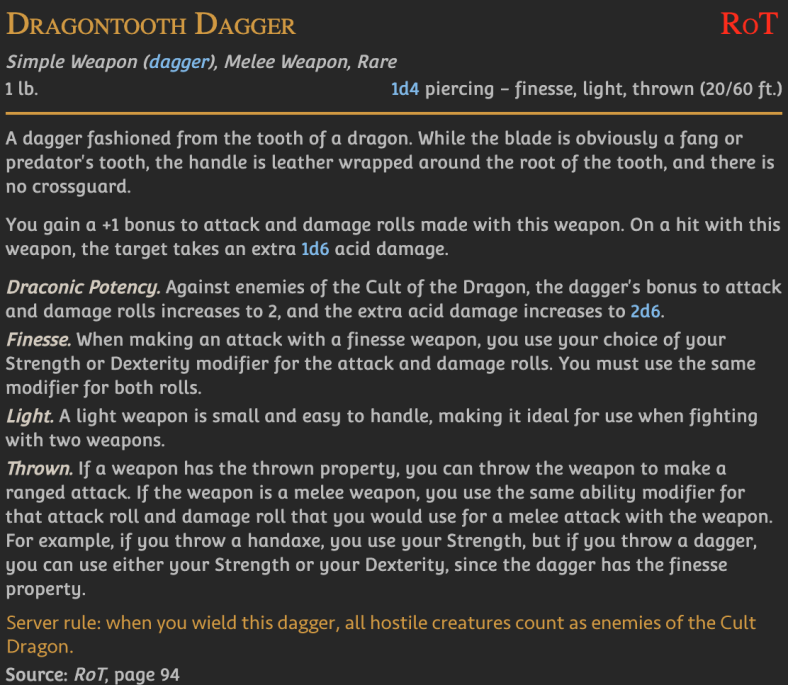 Dragontooth Dagger RoT
Simple Weapon (dagger), Melee Weapon, Rare
1 lb. 1d4 piercing – finesse, light, thrown (20/60 ft.)
A dagger fashioned from the tooth of a dragon. While the blade is obviously a fang or
predator's tooth, the handle is leather wrapped around the root of the tooth, and there is
no crossguard.
You gain a +1 bonus to attack and damage rolls made with this weapon. On a hit with this
weapon, the target takes an extra 1d6 acid damage.
Draconic Potency. Against enemies of the Cult of the Dragon, the dagger's bonus to attack
and damage rolls increases to 2, and the extra acid damage increases to 2d6.
Finesse. When making an attack with a finesse weapon, you use your choice of your
Strength or Dexterity modifier for the attack and damage rolls. You must use the same
modifier for both rolls.
Light. A light weapon is small and easy to handle, making it ideal for use when fighting
with two weapons.
Thrown. If a weapon has the thrown property, you can throw the weapon to make a
ranged attack. If the weapon is a melee weapon, you use the same ability modifier for
that attack roll and damage roll that you would use for a melee attack with the weapon.
For example, if you throw a handaxe, you use your Strength, but if you throw a dagger,
you can use either your Strength or your Dexterity, since the dagger has the finesse
property.
Server rule: when you wield this dagger, all hostile creatures count as enemies of the Cult
Dragon.
Source: RoT, page 94